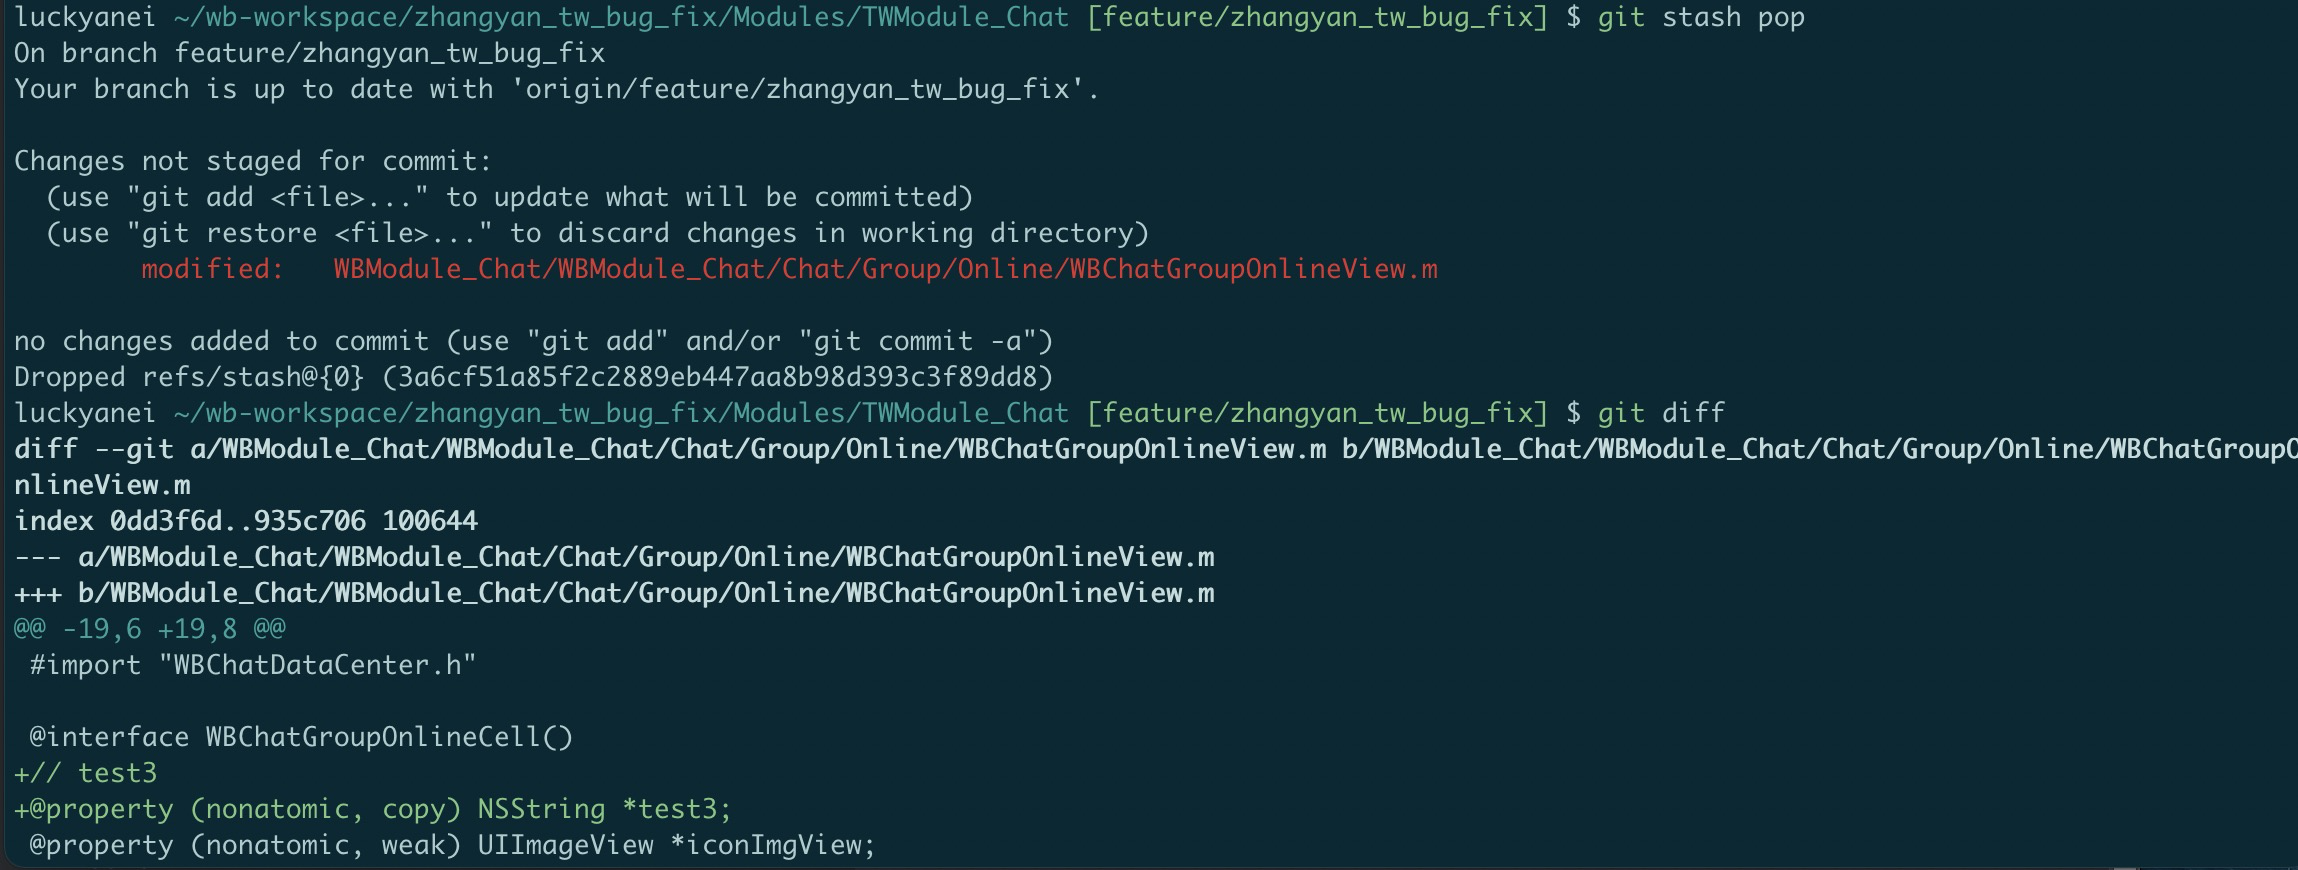 luckyanei ~/wb-workspace/zhangyan_tw_bug_fix/Modules/TWModule_Chat [feature/zhangyan_tw_bug_fix] $ git stash pop
On branch feature/zhangyan_tw_bug_fix
Your branch is up to date with 'origin/feature/zhangyan_tw_bug_fix'.
Changes not staged for commit:
  (use "git add <file>..." to update what will be committed)
  (use "git restore <file>..." to discard changes in working directory)
        modified:   WBModule_Chat/WBModule_Chat/Chat/Group/Online/WBChatGroupOnlineView.m
no changes added to commit (use "git add" and/or "git commit -a")
Dropped refs/stash@{0} (3a6cf51a85f2c2889eb447aa8b98d393c3f89dd8)
luckyanei ~/wb-workspace/zhangyan_tw_bug_fix/Modules/TWModule_Chat [feature/zhangyan_tw_bug_fix] $ git diff
diff --git a/WBModule_Chat/WBModule_Chat/Chat/Group/Online/WBChatGroupOnlineView.m b/WBModule_Chat/WBModule_Chat/Chat/Group/Online/WBChatGroupO
nlineView.m
index 0dd3f6d..935c706 100644
--- a/WBModule_Chat/WBModule_Chat/Chat/Group/Online/WBChatGroupOnlineView.m
+++ b/WBModule_Chat/WBModule_Chat/Chat/Group/Online/WBChatGroupOnlineView.m
@@ -19,6 +19,8 @@
 #import "WBChatDataCenter.h"
 @interface WBChatGroupOnlineCell()
+// test3
+@property (nonatomic, copy) NSString *test3;
 @property (nonatomic, weak) UIImageView *iconImgView;